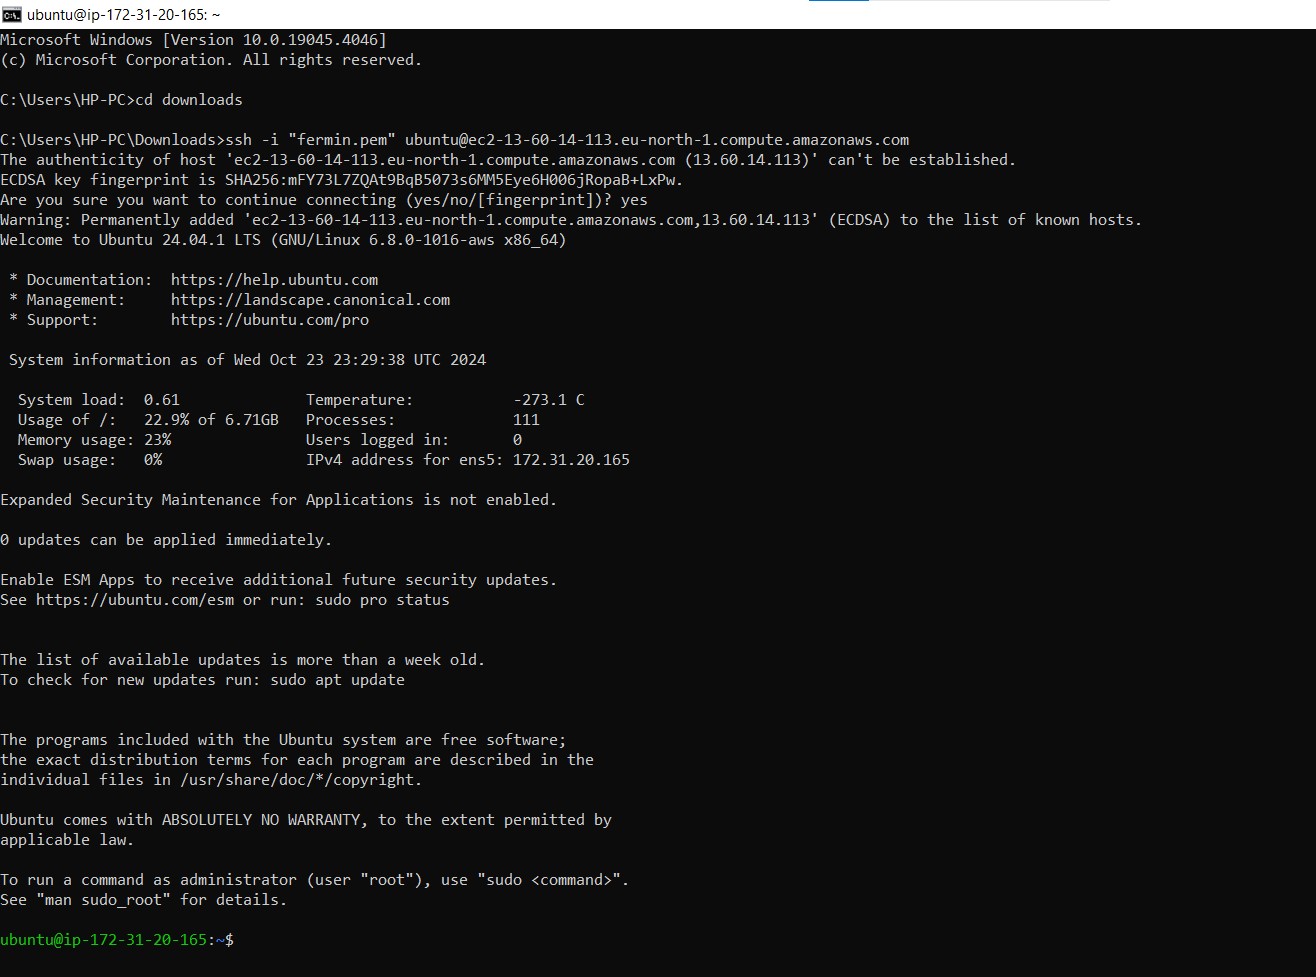 ubuntu@ip-172-31-20-165: ~
Microsoft Windows [Version 10.0.19045.4046]
(c) Microsoft Corporation. All rights reserved.
C:\Users\HP-PC>cd downloads
C:\Users\HP-PC\Downloads>ssh -i "fermin.pem" ubuntu@ec2-13-60-14-113.eu-north-1.compute.amazonaws.com
The authenticity of host 'ec2-13-60-14-113.eu-north-1.compute.amazonaws.com (13.60.14.113)' can't be established.
ECDSA key fingerprint is SHA256:mFY73L7ZQAt9BqB5073s6MM5Eye6H006jRopaB+LxPw.
Are you sure you want to continue connecting (yes/no/[fingerprint])? yes
Warning: Permanently added 'ec2-13-60-14-113.eu-north-1.compute.amazonaws.com,13.60.14.113' (ECDSA) to the list of known hosts.
Welcome to Ubuntu 24.04.1 LTS (GNU/Linux 6.8.0-1016-aws x86_64)
* Documentation:  https://help.ubuntu.com
* Management:     https://landscape.canonical.com
* Support:        https://ubuntu.com/pro
System information as of Wed Oct 23 23:29:38 UTC 2024
System load:  0.61              Temperature:           -273.1 C
Usage of /:   22.9% of 6.71GB   Processes:             111
Memory usage: 23%               Users logged in:       0
Swap usage:   0%                IPv4 address for ens5: 172.31.20.165
Expanded Security Maintenance for Applications is not enabled.
0 updates can be applied immediately.
Enable ESM Apps to receive additional future security updates.
See https://ubuntu.com/esm or run: sudo pro status
The list of available updates is more than a week old.
To check for new updates run: sudo apt update
The programs included with the Ubuntu system are free software;
the exact distribution terms for each program are described in the
individual files in /usr/share/doc/*/copyright.
Ubuntu comes with ABSOLUTELY NO WARRANTY, to the extent permitted by
applicable law.
To run a command as administrator (user "root"), use "sudo <command>".
See "man sudo_root" for details.
ubuntu@ip-172-31-20-165:~$